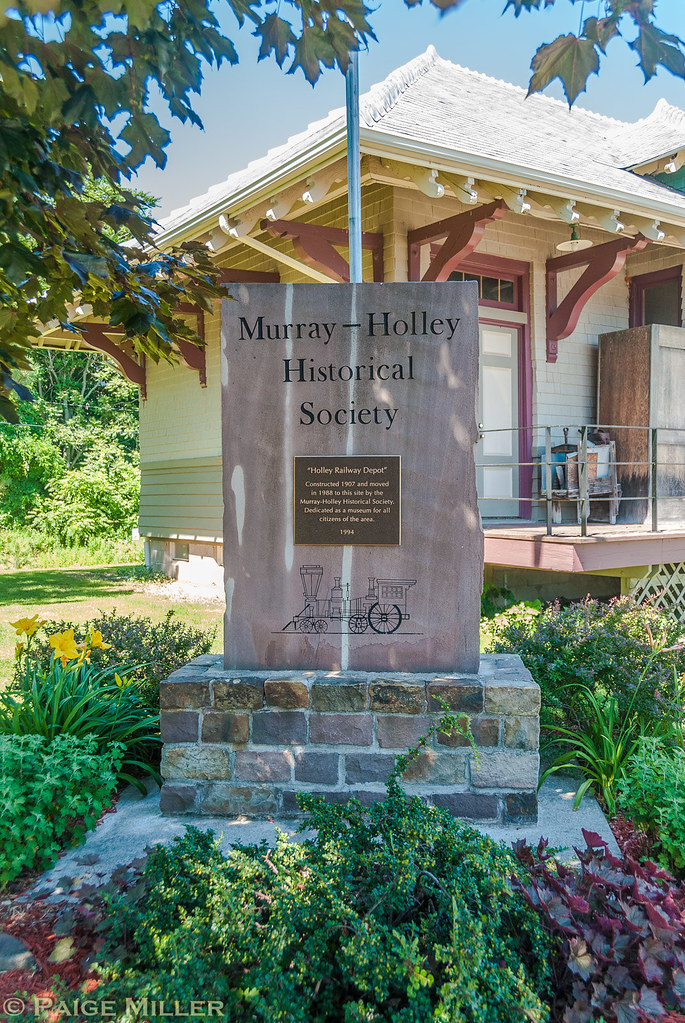 Murray – Holley
Historical
Society
"Holley Railway Depot"
Constructed 1907 and moved
in 1988 to this site by the
Murray-Holley Historical Society.
Dedicated as a museum for all
citizens of the area.
1994
© Paige Miller